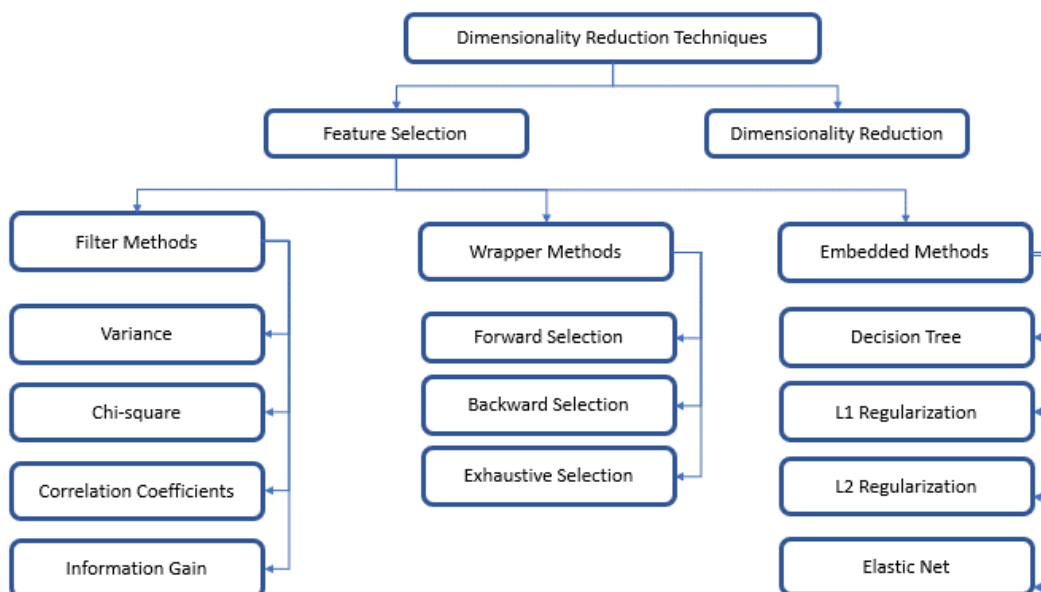 Dimensionality Reduction Techniques
Feature Selection
Dimensionality Reduction
Filter Methods
Wrapper Methods
Embedded Methods
Variance
Forward Selection
Decision Tree
Chi-square
Backward Selection
L1 Regularization
Correlation Coefficients
Exhaustive Selection
L2 Regularization
Information Gain
Elastic Net